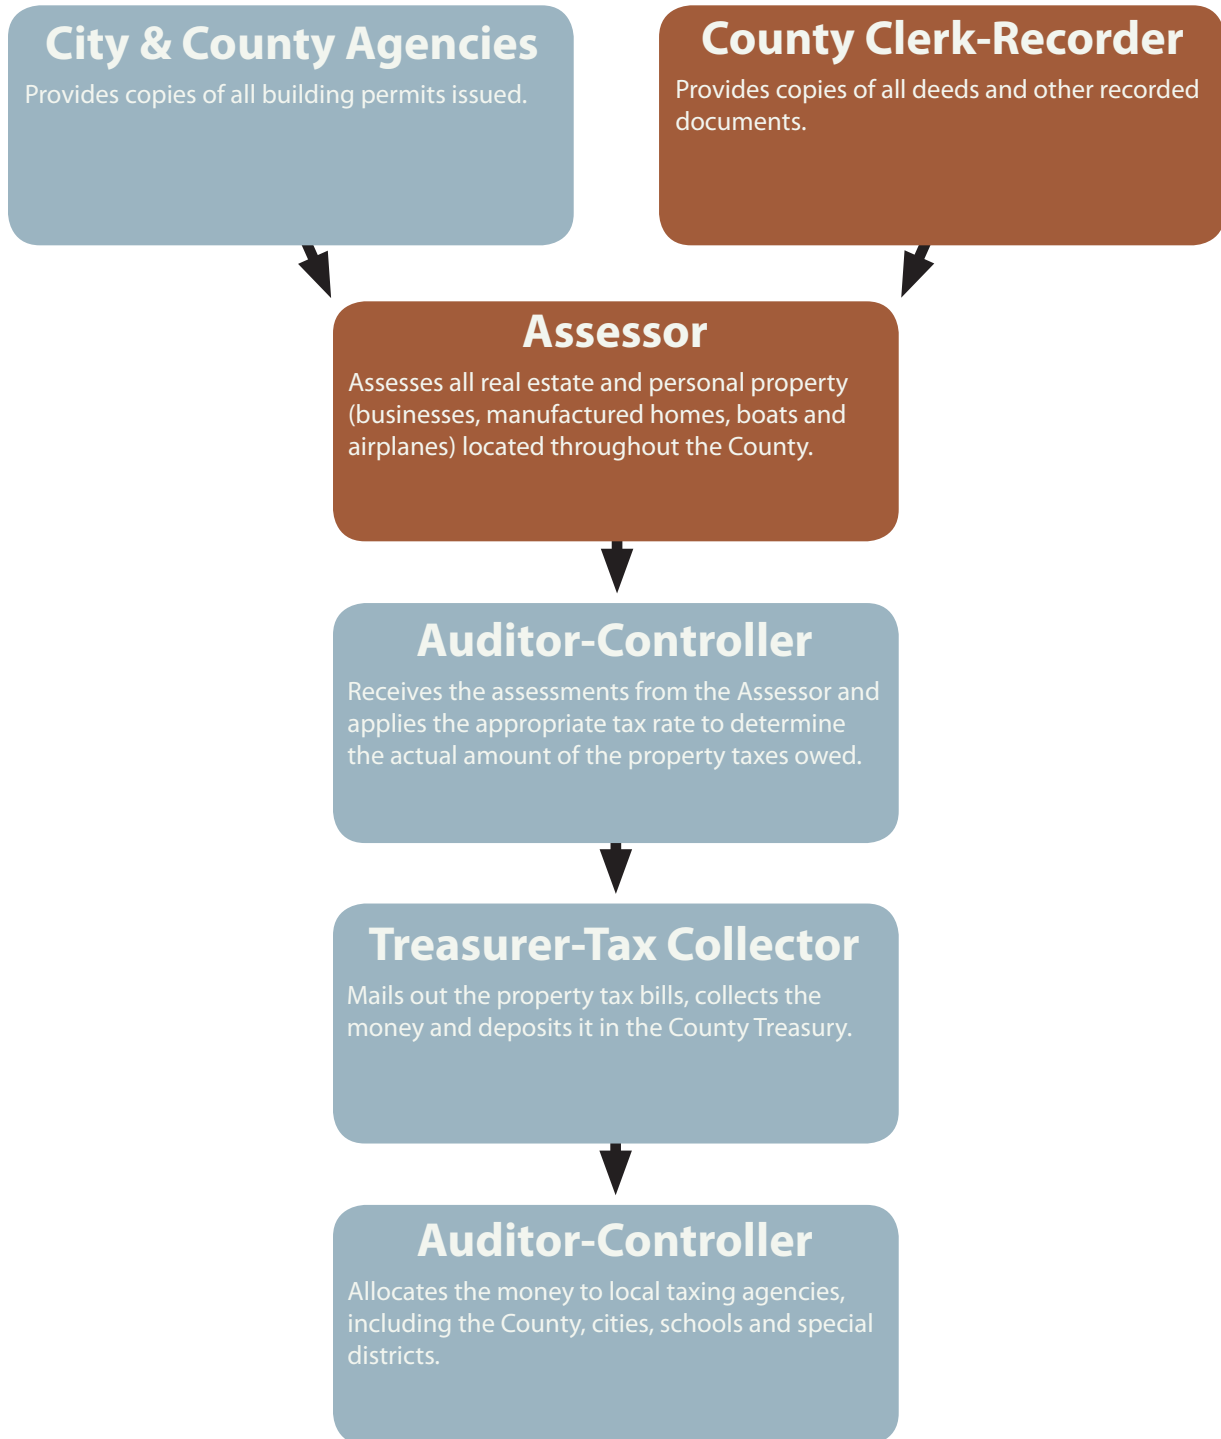 City & County Agencies
Provides copies of all building permits issued.
County Clerk-Recorder
Provides copies of all deeds and other recorded
documents.
Assessor
Assesses all real estate and personal property
(businesses, manufactured homes, boats and
airplanes) located throughout the County.
Auditor-Controller
Receives the assessments from the Assessor and
applies the appropriate tax rate to determine
the actual amount of the property taxes owed.
Treasurer-Tax Collector
Mails out the property tax bills, collects the
money and deposits it in the County Treasury.
Auditor-Controller
Allocates the money to local taxing agencies,
including the County, cities, schools and special
districts.